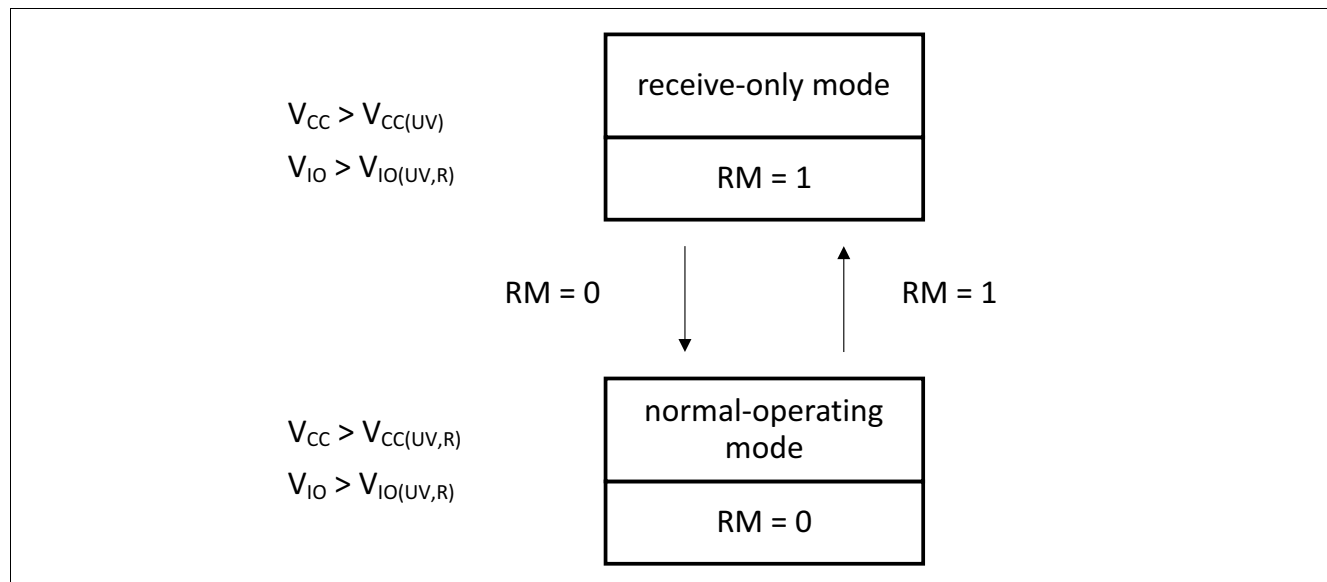 receive-only mode
V_CC > V_CC(UV)
V_IO > V_IO(UV,R)
RM = 1
RM = 0
RM = 1
normal-operating
mode
V_CC > V_CC(UV,R)
V_IO > V_IO(UV,R)
RM = 0